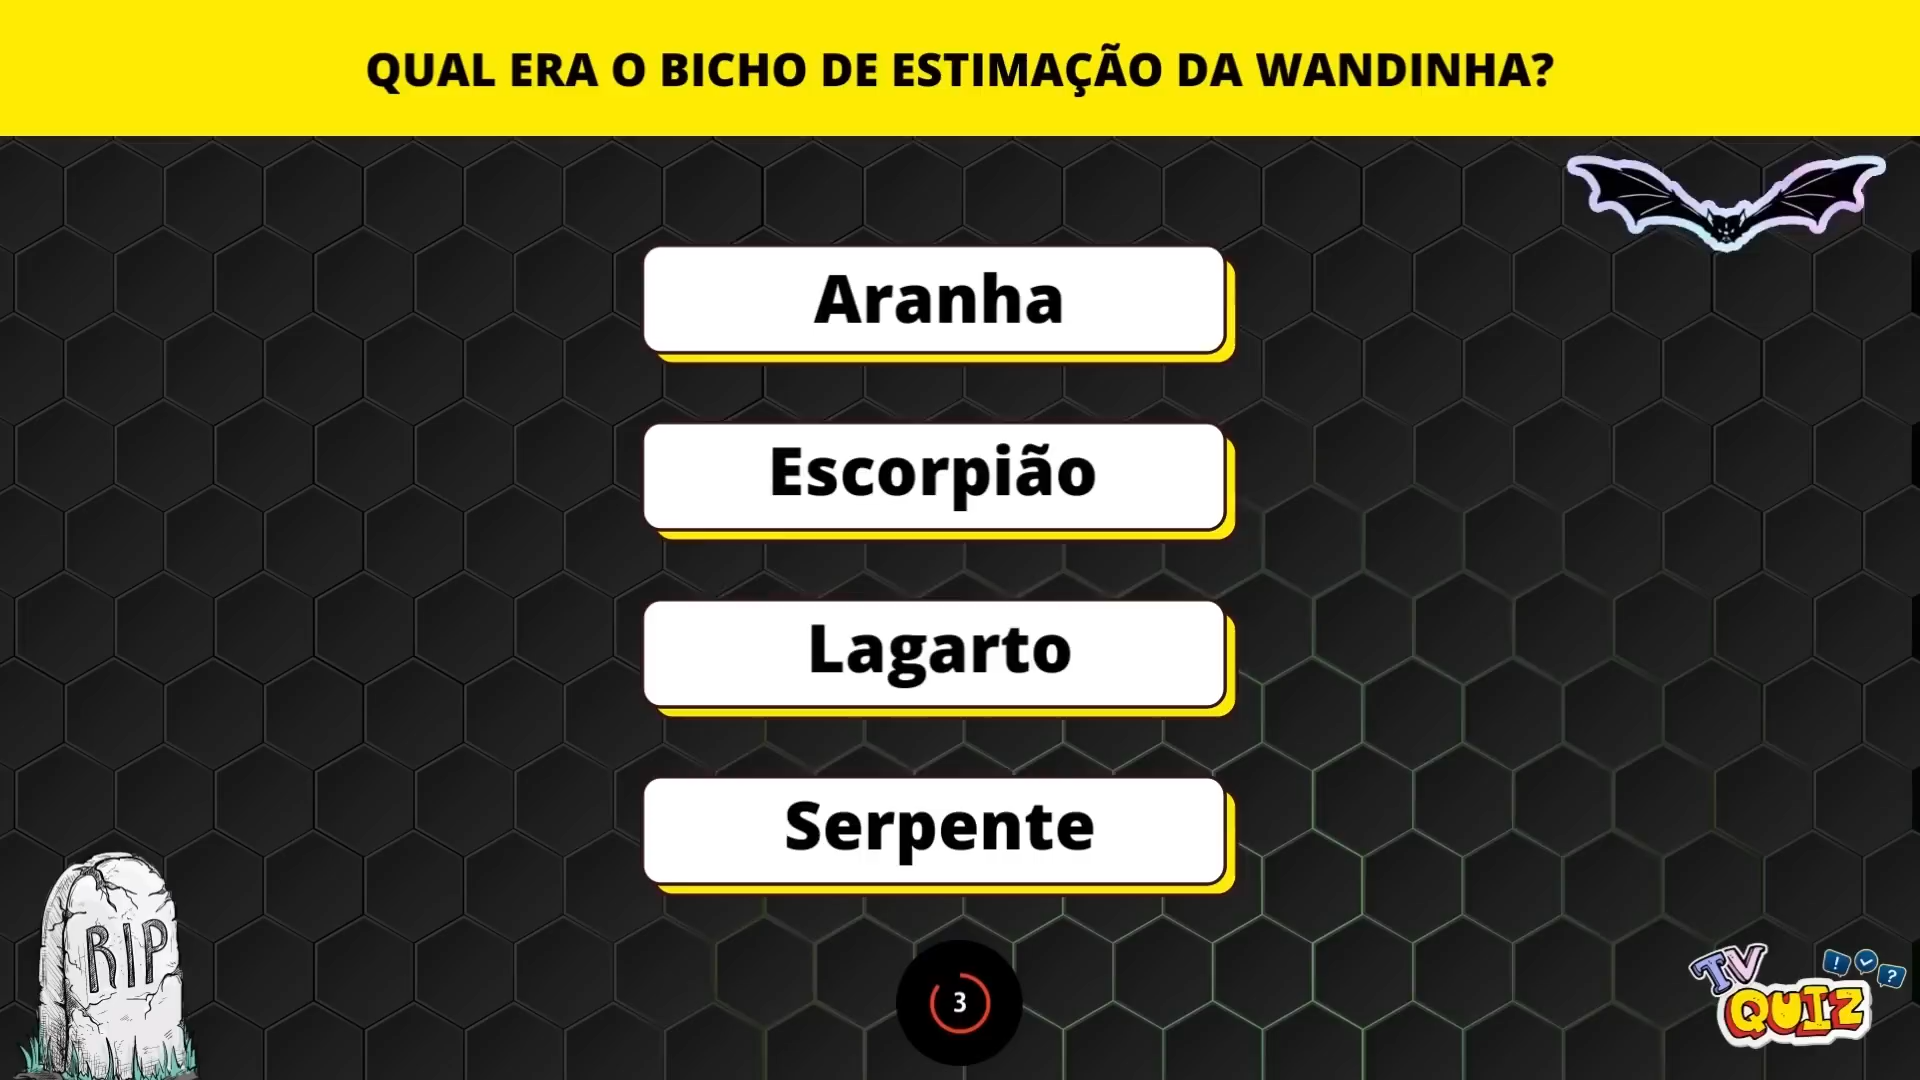 QUAL ERA O BICHO DE ESTIMAÇÃO DA WANDINHA?
Aranha
Escorpião
Lagarto
Serpente
RIP
3
TV
! ?
QUIZ